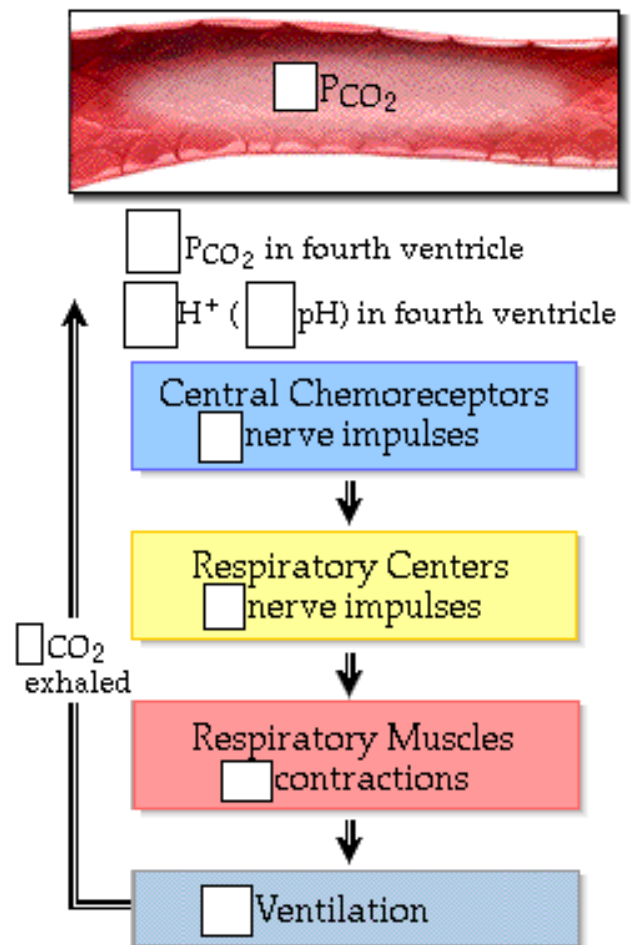 PCO₂
PCO₂ in fourth ventricle
H⁺ ( pH) in fourth ventricle
Central Chemoreceptors
nerve impulses
Respiratory Centers
nerve impulses
CO₂
exhaled
Respiratory Muscles
contractions
Ventilation